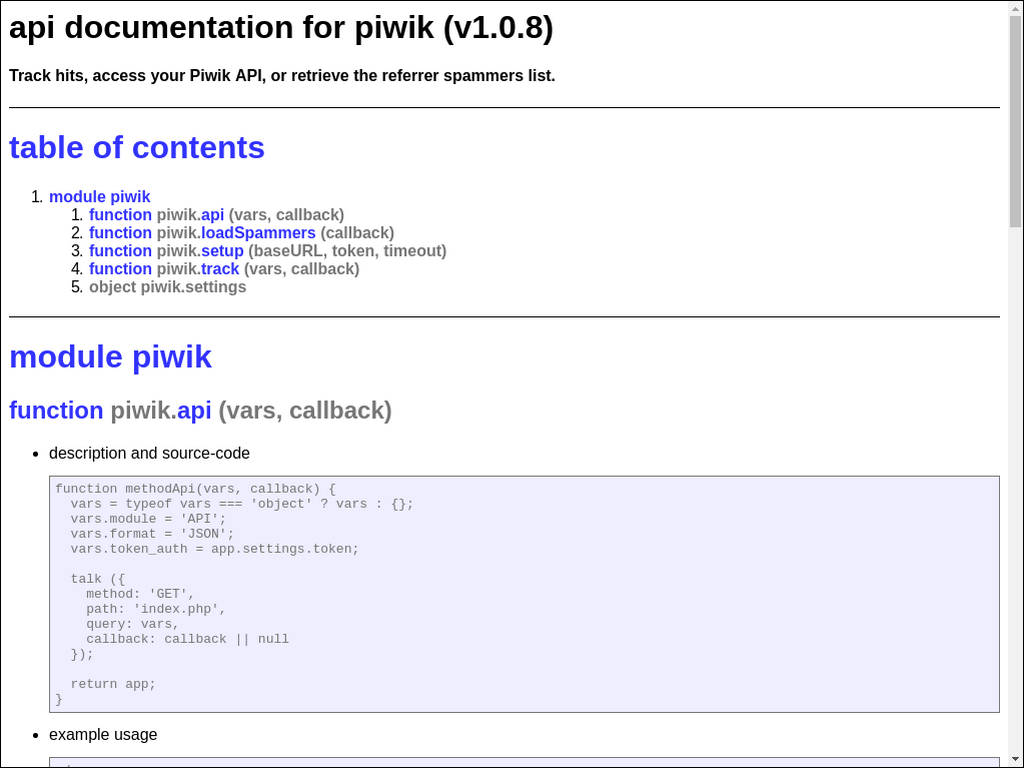 api documentation for piwik (v1.0.8)
Track hits, access your Piwik API, or retrieve the referrer spammers list.
table of contents
1. module piwik
1. function piwik.api (vars, callback)
2. function piwik.loadSpammers (callback)
3. function piwik.setup (baseURL, token, timeout)
4. function piwik.track (vars, callback)
5. object piwik.settings
module piwik
function piwik.api (vars, callback)
• description and source-code
function methodApi(vars, callback) {
  vars = typeof vars === 'object' ? vars : {};
  vars.module = 'API';
  vars.format = 'JSON';
  vars.token_auth = app.settings.token;
  talk ({
    method: 'GET',
    path: 'index.php',
    query: vars,
    callback: callback || null
  });
  return app;
}
• example usage